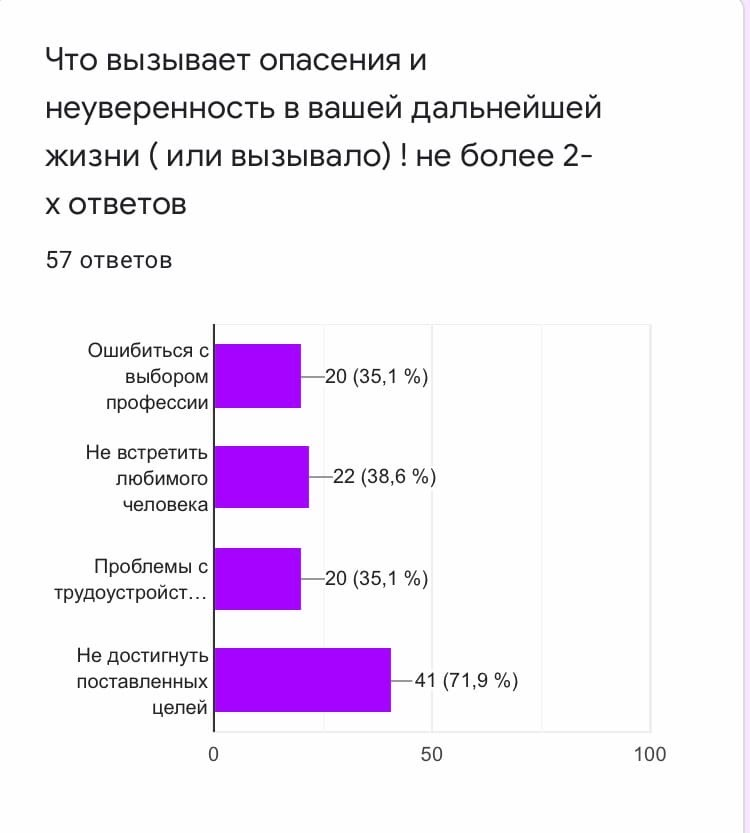 Что вызывает опасения и
неуверенность в вашей дальнейшей
жизни ( или вызывало) ! не более 2-
х ответов
57 ответов
Ошибиться с
выбором
профессии
20 (35,1 %)
Не встретить
любимого
человека
22 (38,6 %)
Проблемы с
трудоустройст...
20 (35,1 %)
Не достигнуть
поставленных
целей
41 (71,9 %)
0 50 100